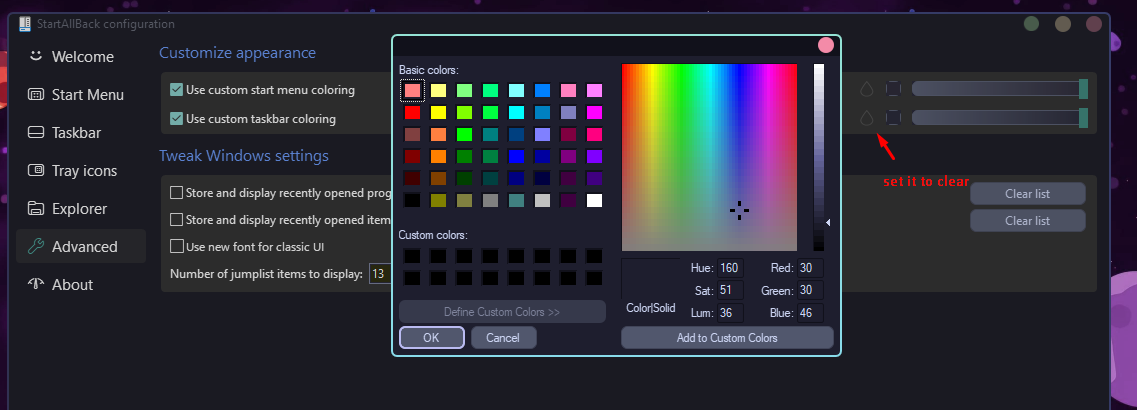 StartAllBack configuration
Welcome
Start Menu
Taskbar
Tray icons
Explorer
Advanced
About
Customize appearance
Use custom start menu coloring
Use custom taskbar coloring
Tweak Windows settings
Store and display recently opened prog
Store and display recently opened item
Use new font for classic UI
Number of jumplist items to display: 13
Basic colors:
Custom colors:
Define Custom Colors >>
OK Cancel
Color|Solid
Hue: 160 Red: 30
Sat: 51 Green: 30
Lum: 36 Blue: 46
Add to Custom Colors
set it to clear
Clear list
Clear list